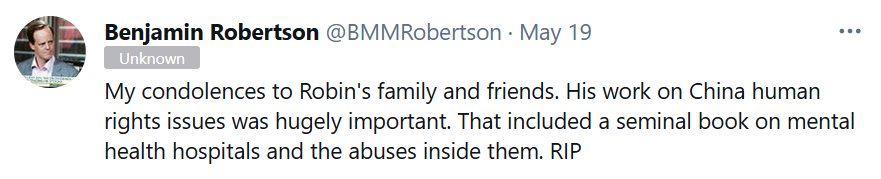 Benjamin Robertson @BMMRobertson · May 19
Unknown
My condolences to Robin's family and friends. His work on China human
rights issues was hugely important. That included a seminal book on mental
health hospitals and the abuses inside them. RIP